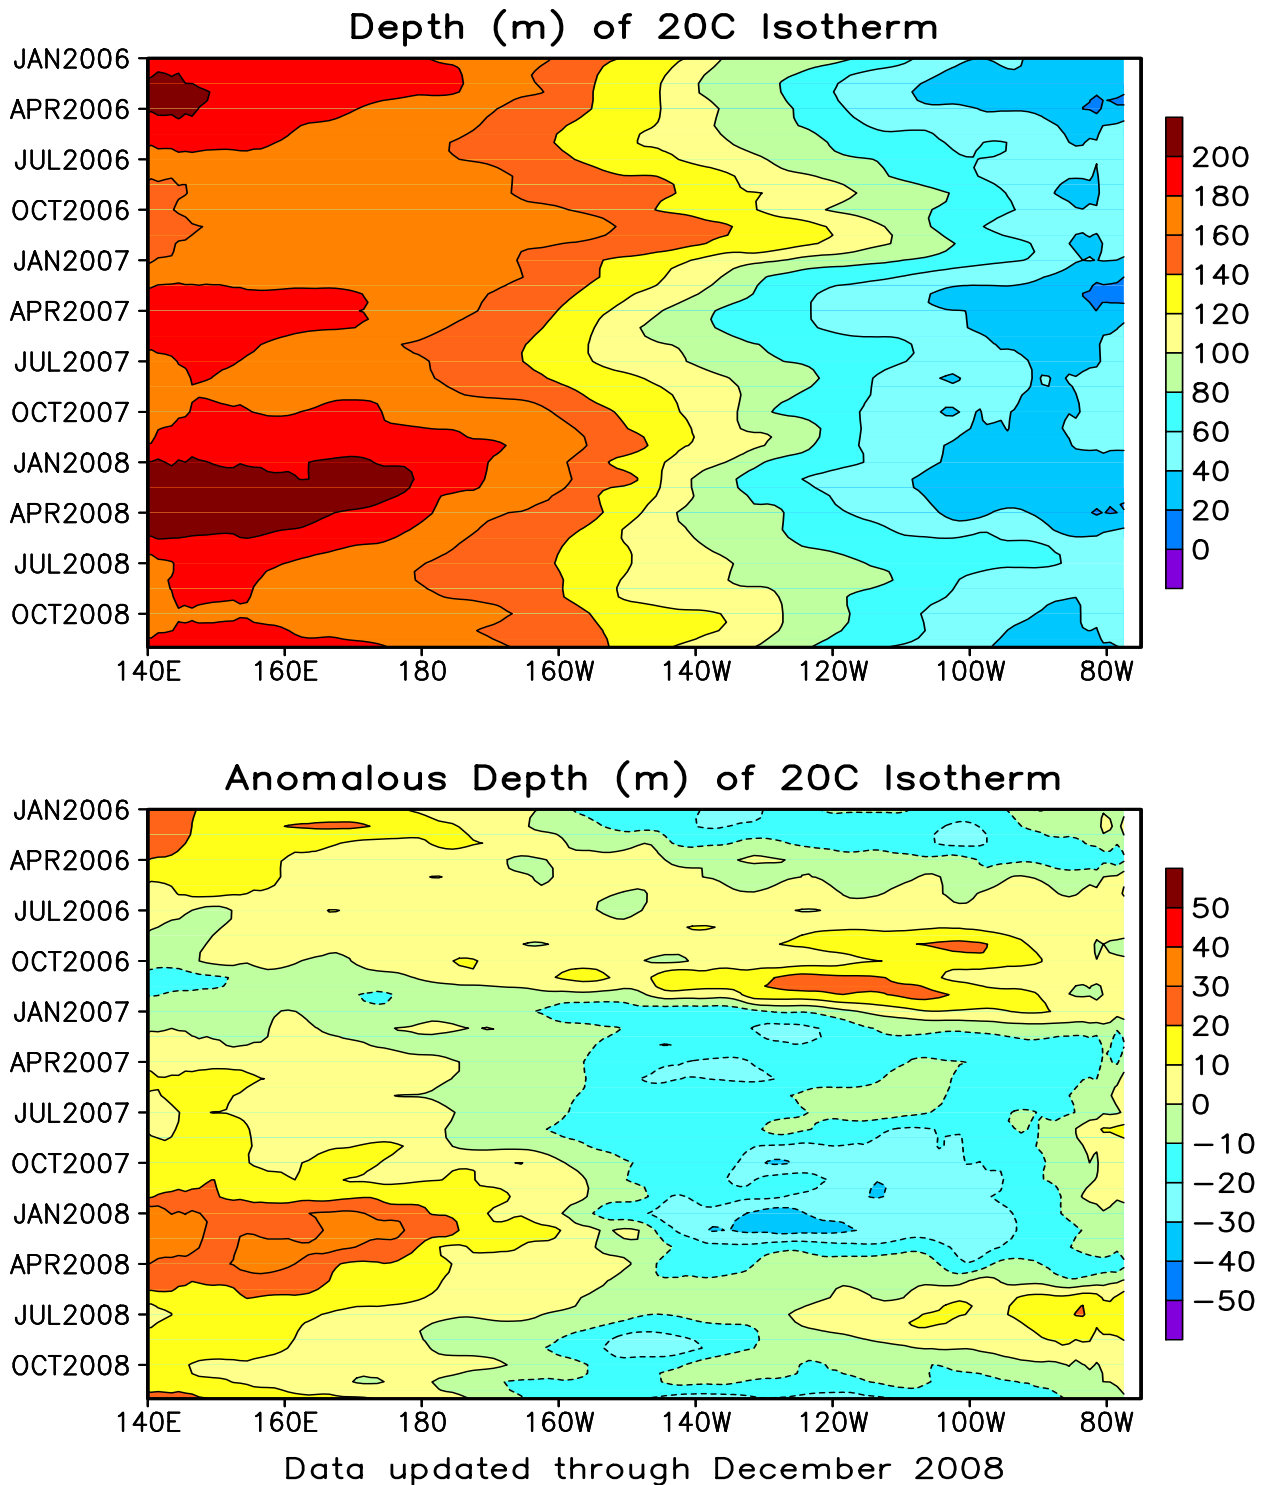 Depth (m) of 20C Isotherm
JAN2006
APR2006
JUL2006
OCT2006
JAN2007
APR2007
JUL2007
OCT2007
JAN2008
APR2008
JUL2008
OCT2008
140E 160E 180 160W 140W 120W 100W 80W
200
180
160
140
120
100
80
60
40
20
0
Anomalous Depth (m) of 20C Isotherm
JAN2006
APR2006
JUL2006
OCT2006
JAN2007
APR2007
JUL2007
OCT2007
JAN2008
APR2008
JUL2008
OCT2008
140E 160E 180 160W 140W 120W 100W 80W
50
40
30
20
10
0
−10
−20
−30
−40
−50
Data updated through December 2008